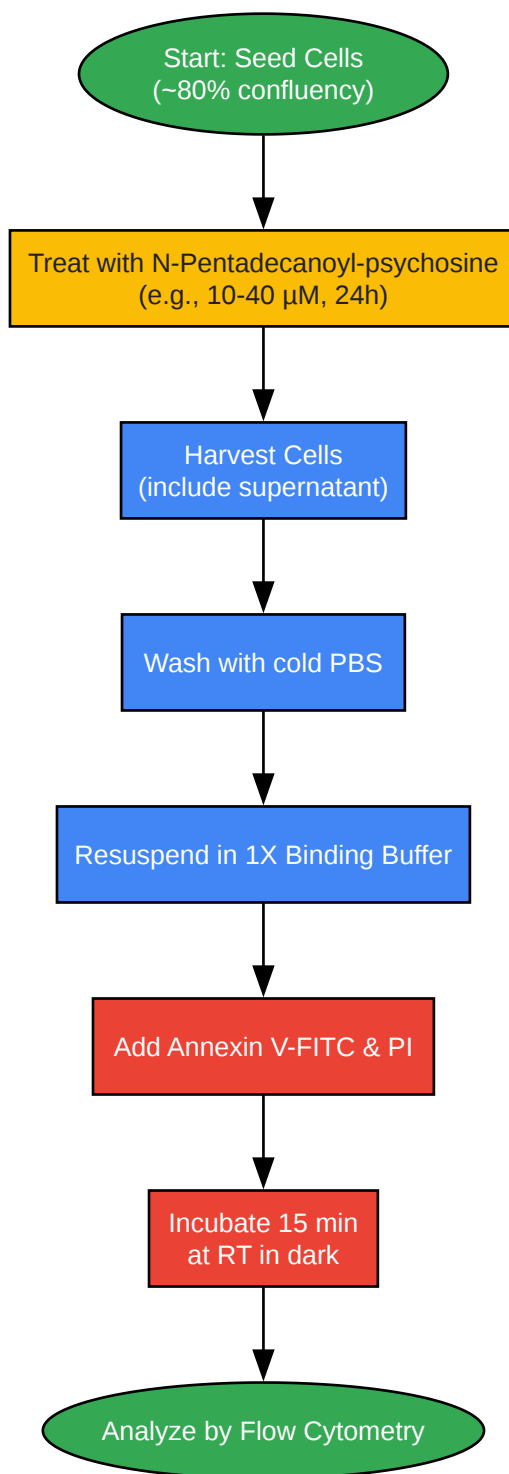 Start: Seed Cells
(~80% confluency)
Treat with N-Pentadecanoyl-psychosine
(e.g., 10-40 µM, 24h)
Harvest Cells
(include supernatant)
Wash with cold PBS
Resuspend in 1X Binding Buffer
Add Annexin V-FITC & PI
Incubate 15 min
at RT in dark
Analyze by Flow Cytometry